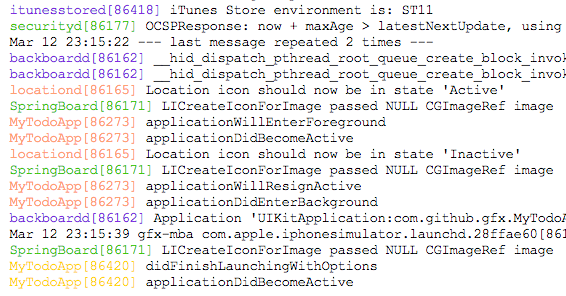 itunesstored[86418] iTunes Store environment is: ST11
securityd[86177] OCSPResponse: now + maxAge > latestNextUpdate, using
Mar 12 23:15:22 --- last message repeated 2 times ---
backboardd[86162] __hid_dispatch_pthread_root_queue_create_block_invok
backboardd[86162] __hid_dispatch_pthread_root_queue_create_block_invok
locationd[86165] Location icon should now be in state 'Active'
SpringBoard[86171] LICreateIconForImage passed NULL CGImageRef image
MyTodoApp[86273] applicationWillEnterForeground
MyTodoApp[86273] applicationDidBecomeActive
locationd[86165] Location icon should now be in state 'Inactive'
SpringBoard[86171] LICreateIconForImage passed NULL CGImageRef image
MyTodoApp[86273] applicationWillResignActive
MyTodoApp[86273] applicationDidEnterBackground
backboardd[86162] Application 'UIKitApplication:com.github.gfx.MyTodoA
Mar 12 23:15:39 gfx-mba com.apple.iphonesimulator.launchd.28ffae60[861
SpringBoard[86171] LICreateIconForImage passed NULL CGImageRef image
MyTodoApp[86420] didFinishLaunchingWithOptions
MyTodoApp[86420] applicationDidBecomeActive